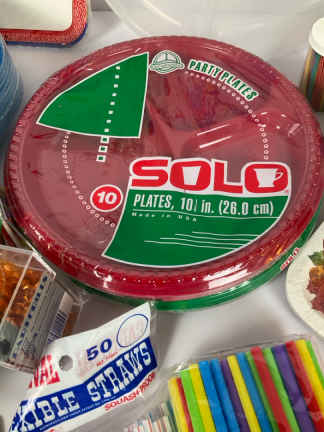 PARTY PLATES
SOLO
10
PLATES, 10¼ in. (26.0 cm)
Made in USA
50
STRAWS
SQUASH PROOF